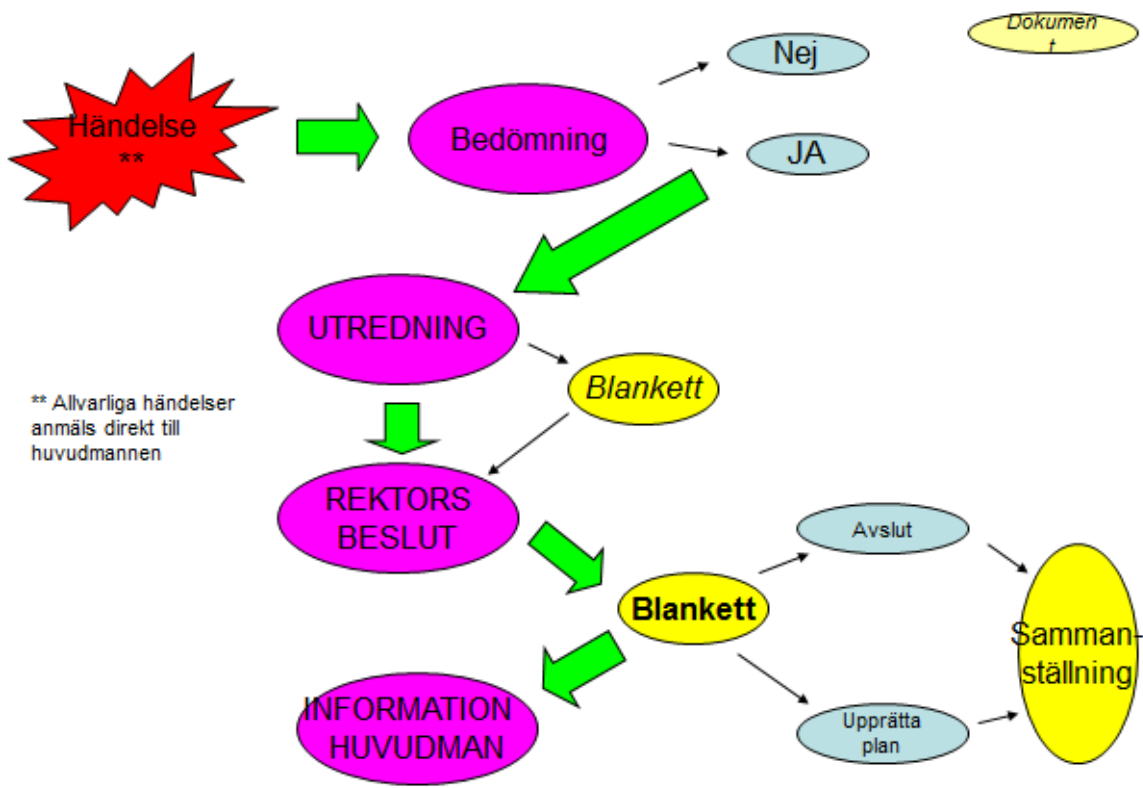 Dokumen
t
Nej
Händelse
**
Bedömning
JA
UTREDNING
Blankett
** Allvarliga händelser
anmäls direkt till
huvudmannen
REKTORS
BESLUT
Avslut
Blankett
Samman-
ställning
INFORMATION
HUVUDMAN
Upprätta
plan